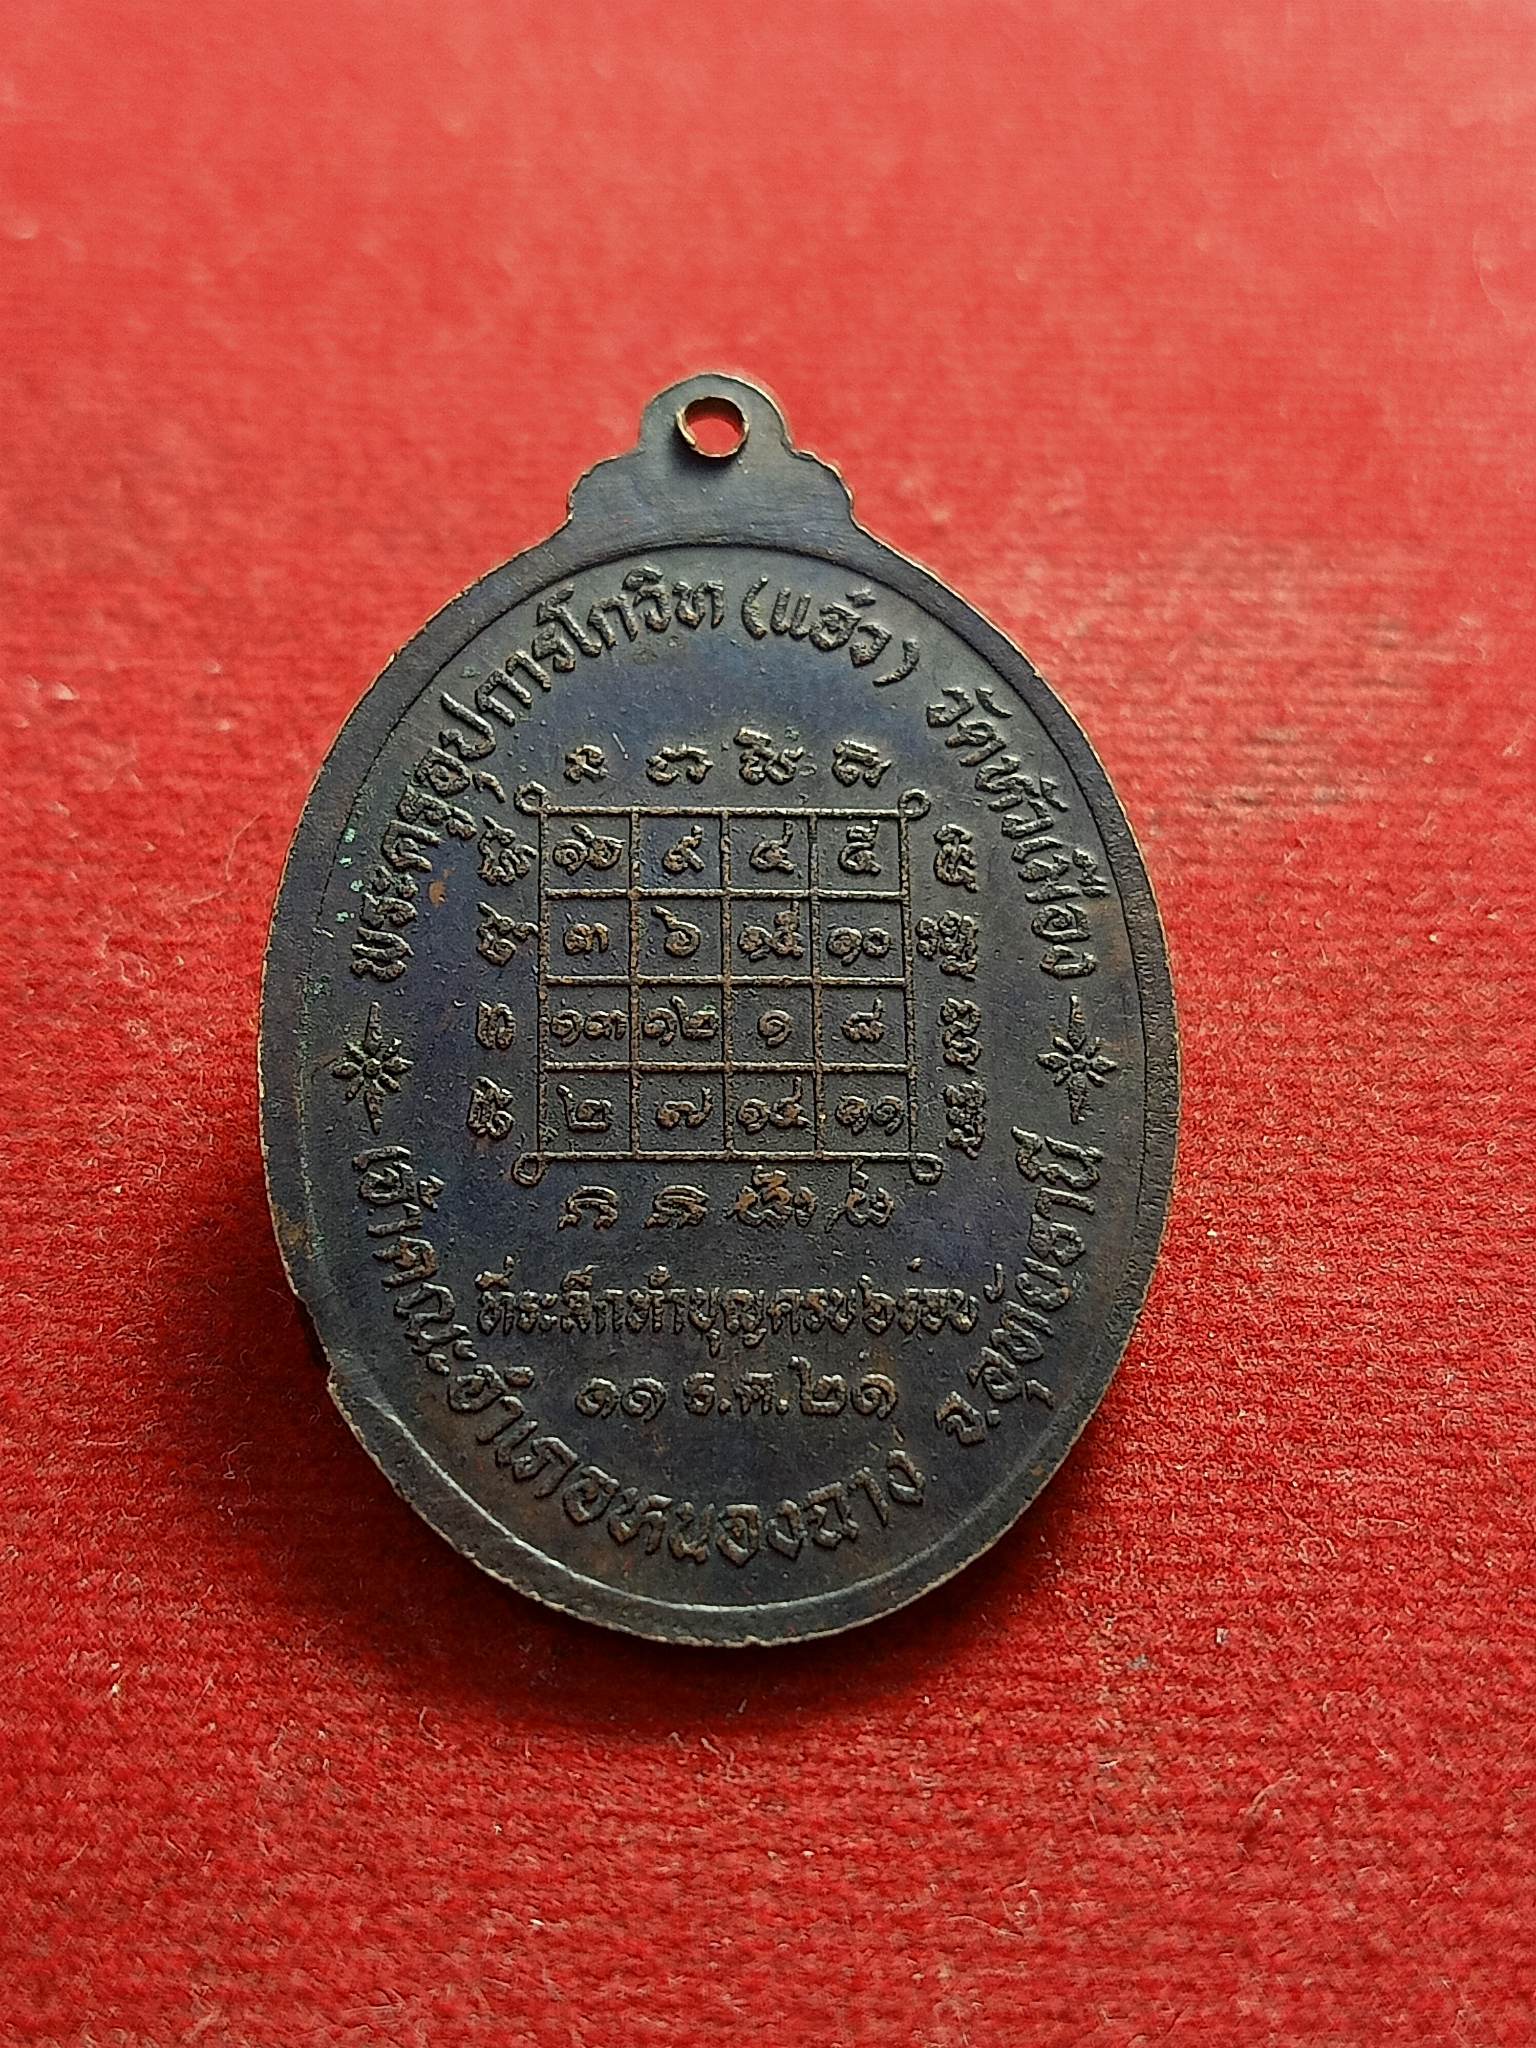 พระครูอุปการโกวิท (แอ๋ว) วัดหัวเมือง
๑๖ ๙ ๔ ๕
๓ ๖ ๑๕ ๑๐
๑๓ ๑๒ ๑ ๘
๒ ๗ ๑๔ ๑๑
ที่ระลึกทำบุญครบ ๖ รอบ
๑๑ ธ.ค. ๒๑
เจ้าคณะอำเภอหนองฉาง จ.อุทัยธานี